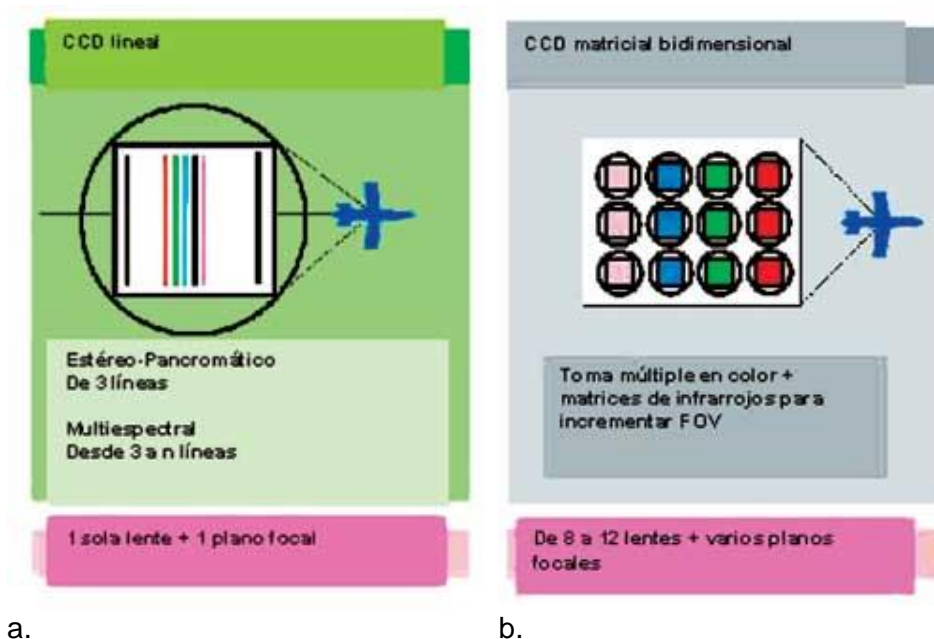 CCD lineal
Estéreo-Pancromático
De 3 líneas
Multiespectral
Desde 3 a n líneas
1 sola lente + 1 plano focal
a.
CCD matricial bidimensional
Toma múltiple en color +
matrices de infrarrojos para
incrementar FOV
De 8 a 12 lentes + varios planos
focales
b.